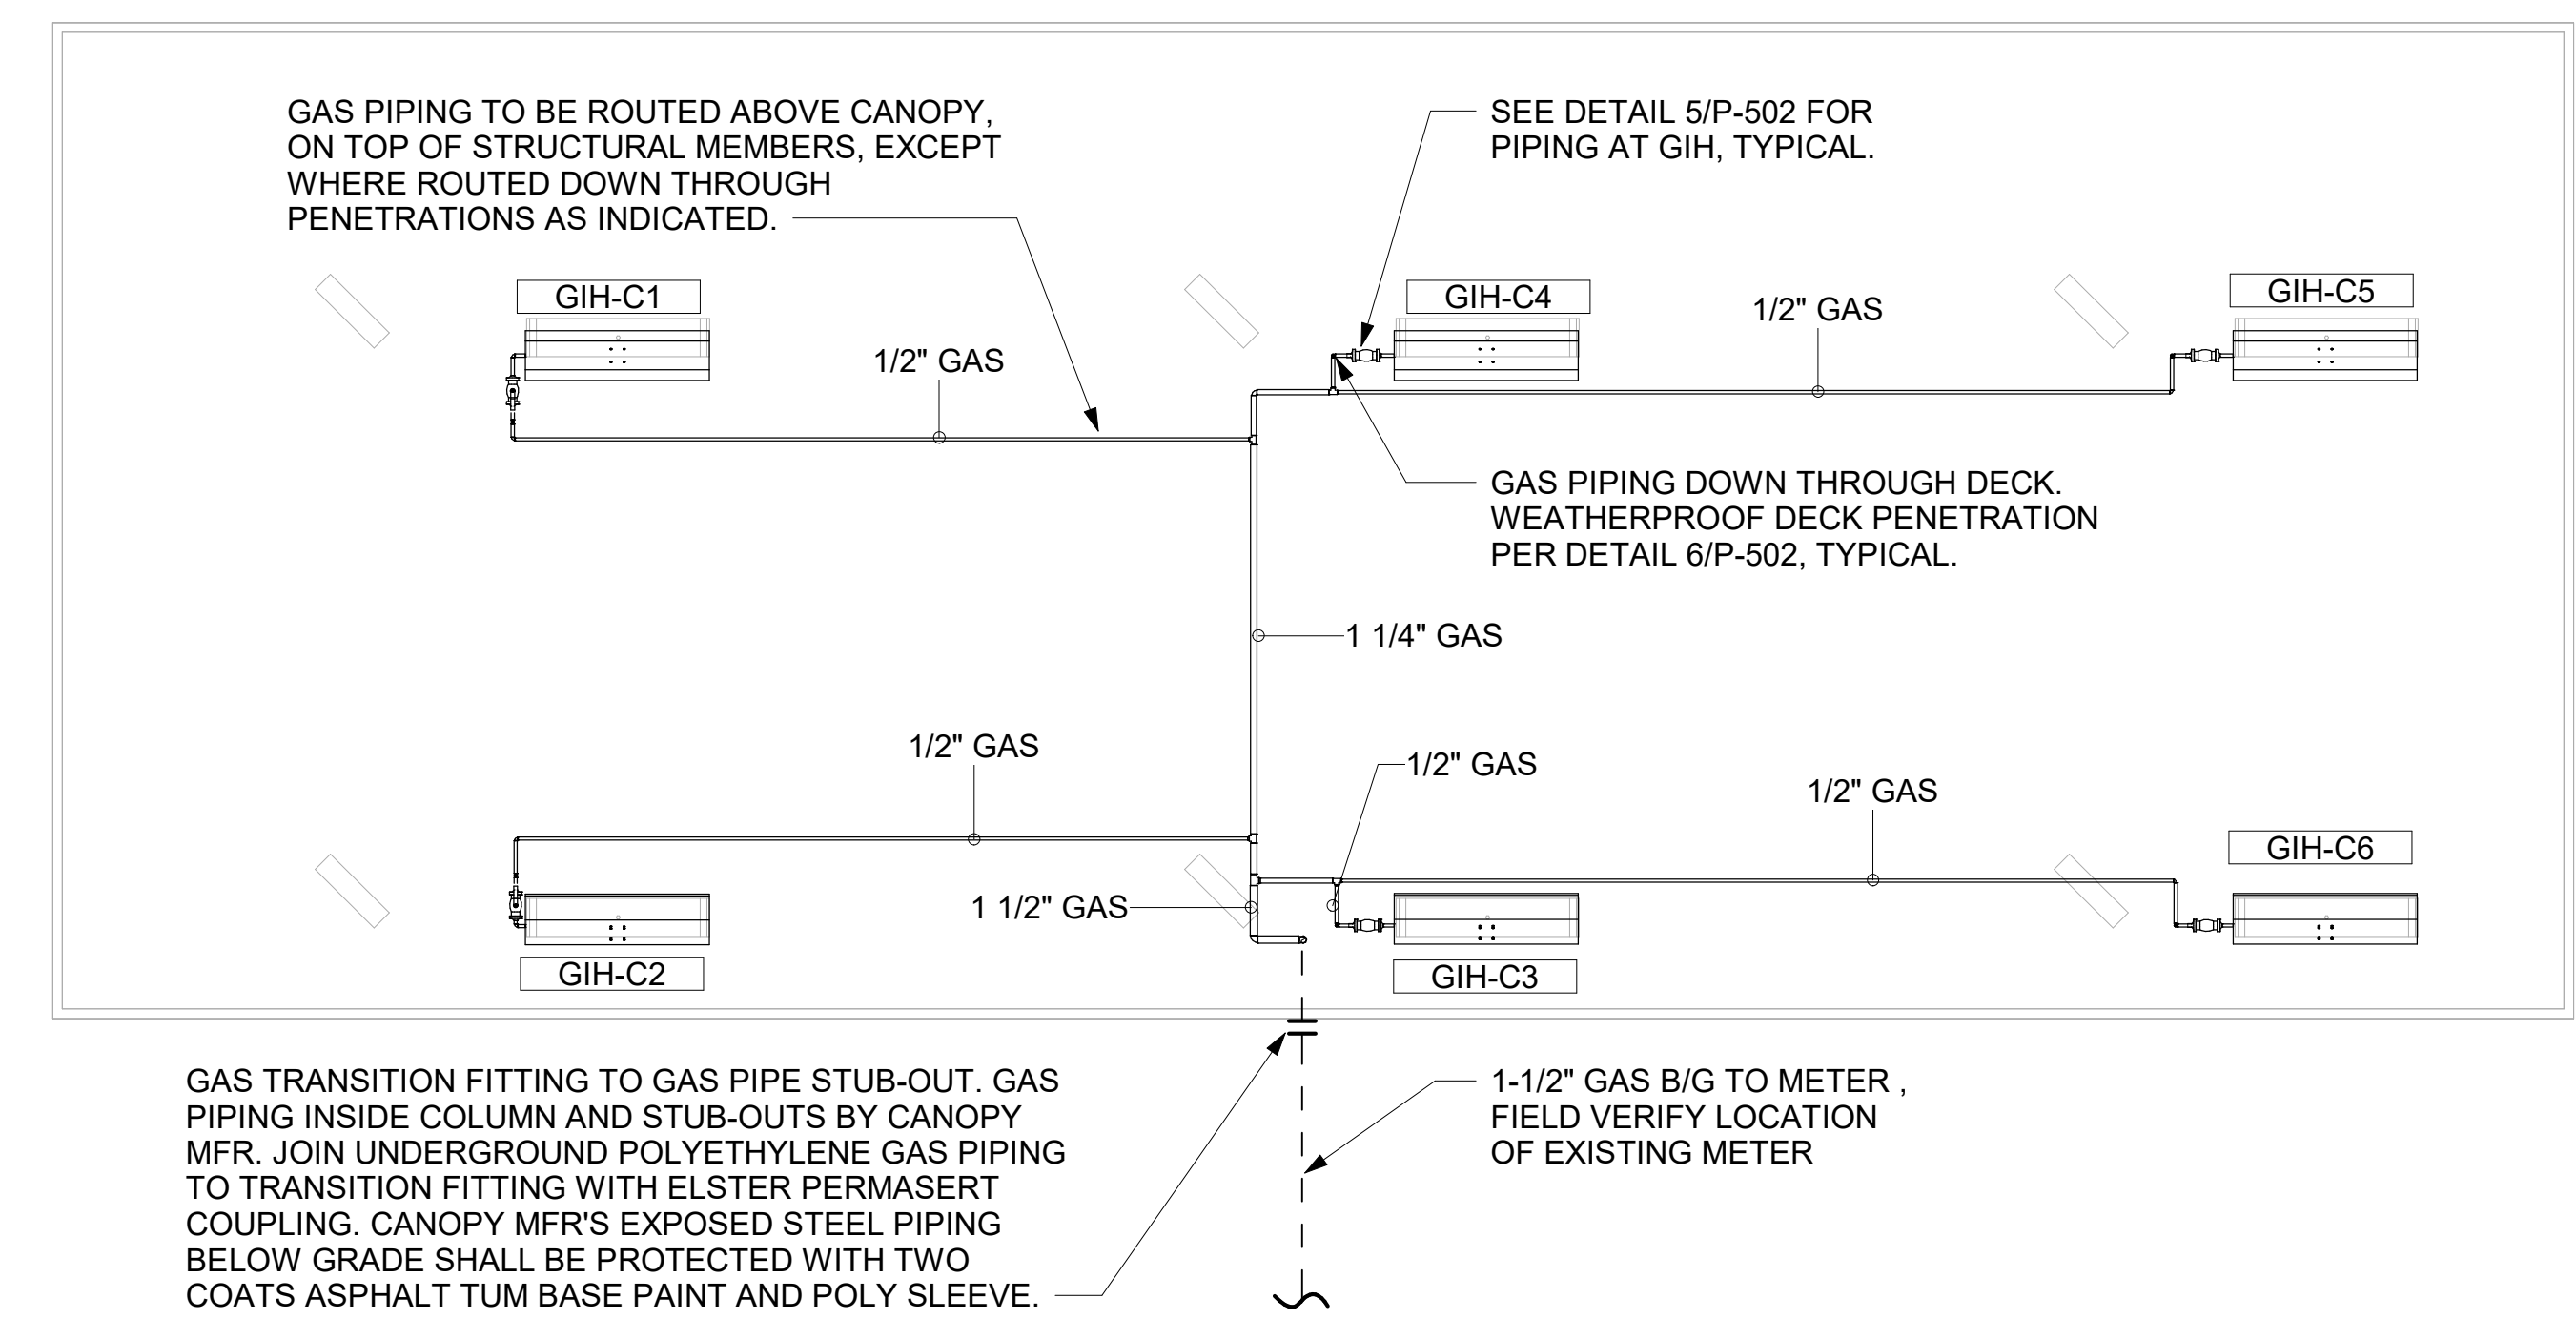 GAS PIPING TO BE ROUTED ABOVE CANOPY,
ON TOP OF STRUCTURAL MEMBERS, EXCEPT
WHERE ROUTED DOWN THROUGH
PENETRATIONS AS INDICATED.
SEE DETAIL 5/P-502 FOR
PIPING AT GIH, TYPICAL.
GIH-C1
GIH-C4
GIH-C5
1/2" GAS
1/2" GAS
GAS PIPING DOWN THROUGH DECK.
WEATHERPROOF DECK PENETRATION
PER DETAIL 6/P-502, TYPICAL.
1 1/4" GAS
1/2" GAS
1/2" GAS
1/2" GAS
GIH-C6
1 1/2" GAS
GIH-C2
GIH-C3
GAS TRANSITION FITTING TO GAS PIPE STUB-OUT. GAS
PIPING INSIDE COLUMN AND STUB-OUTS BY CANOPY
MFR. JOIN UNDERGROUND POLYETHYLENE GAS PIPING
TO TRANSITION FITTING WITH ELSTER PERMASERT
COUPLING. CANOPY MFR'S EXPOSED STEEL PIPING
BELOW GRADE SHALL BE PROTECTED WITH TWO
COATS ASPHALT TUM BASE PAINT AND POLY SLEEVE.
1-1/2" GAS B/G TO METER ,
FIELD VERIFY LOCATION
OF EXISTING METER